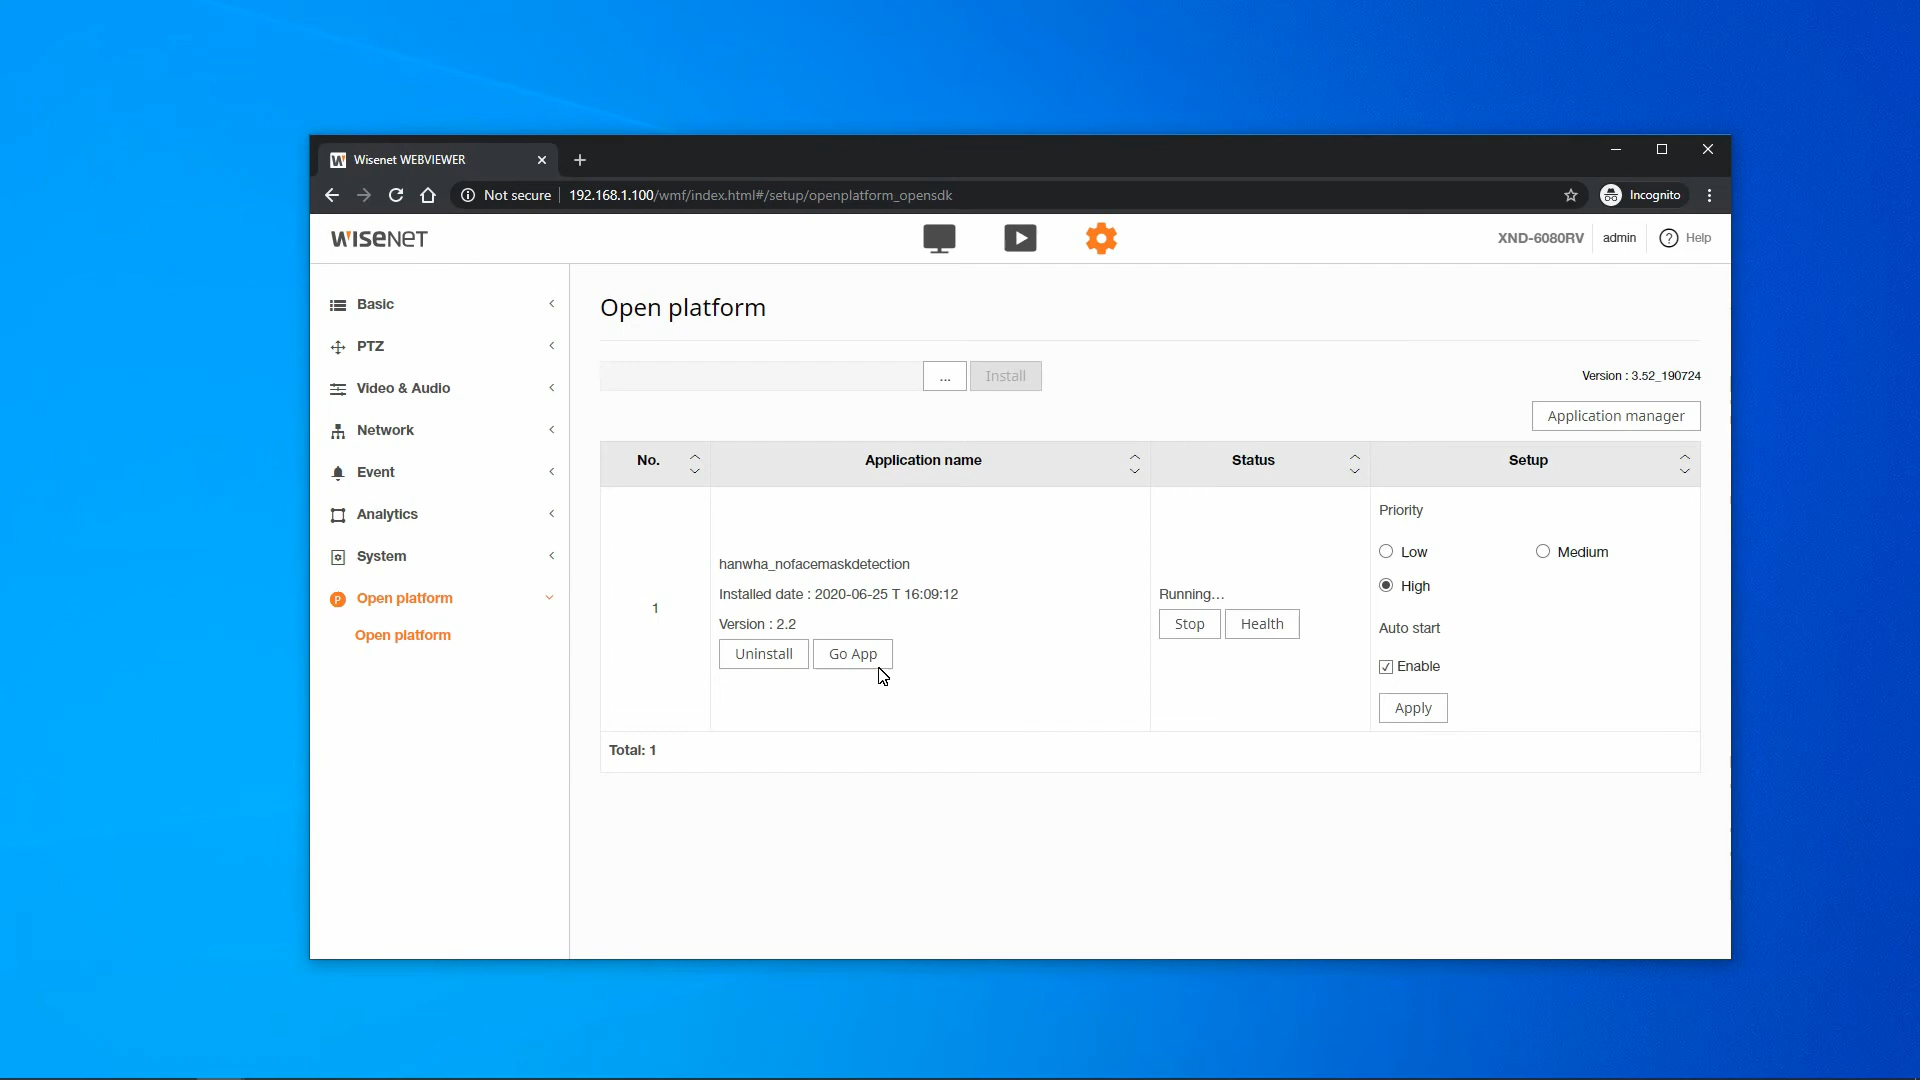 Wisenet WEBVIEWER
Not secure 192.168.1.100/wmf/index.html#/setup/openplatform_opensdk
Incognito
WISENET
XND-6080RV admin Help
Basic
PTZ
Video & Audio
Network
Event
Analytics
System
Open platform
Open platform
Open platform
... Install
Version : 3.52_190724
Application manager
No. Application name Status Setup
1
hanwha_nofacemaskdetection
Installed date : 2020-06-25 T 16:09:12
Version : 2.2
Uninstall Go App
Running...
Stop Health
Priority
Low Medium
High
Auto start
Enable
Apply
Total: 1